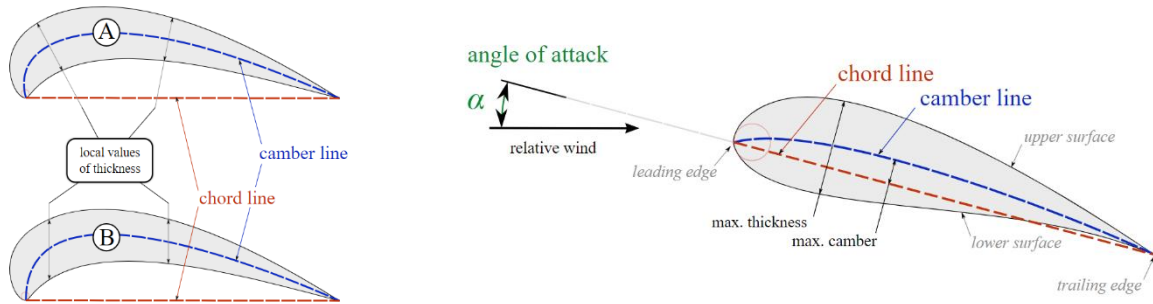 A
local values
of thickness
camber line
chord line
B
angle of attack
α
relative wind
chord line
camber line
upper surface
leading edge
max. thickness
max. camber
lower surface
trailing edge